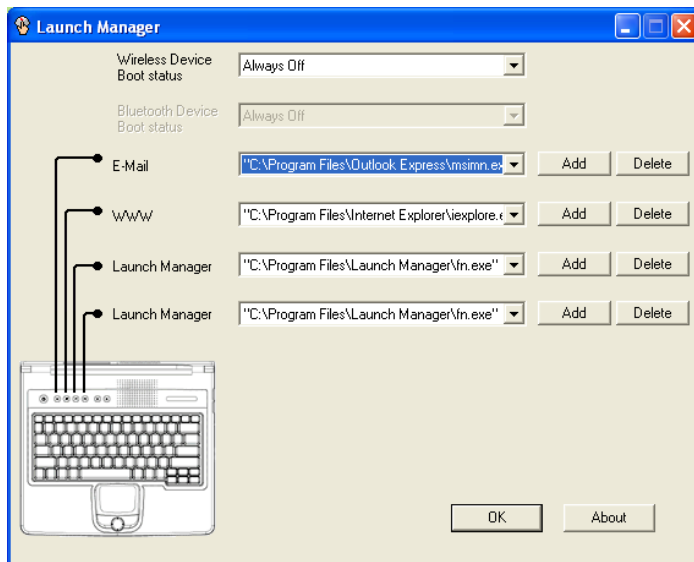 Launch Manager
Wireless Device
Boot status
Always Off
Bluetooth Device
Boot status
Always Off
E-Mail
"C:\Program Files\Outlook Express\msimn.ex
Add
Delete
WWW
"C:\Program Files\Internet Explorer\iexplore.e
Add
Delete
Launch Manager
"C:\Program Files\Launch Manager\fn.exe"
Add
Delete
Launch Manager
"C:\Program Files\Launch Manager\fn.exe"
Add
Delete
OK
About